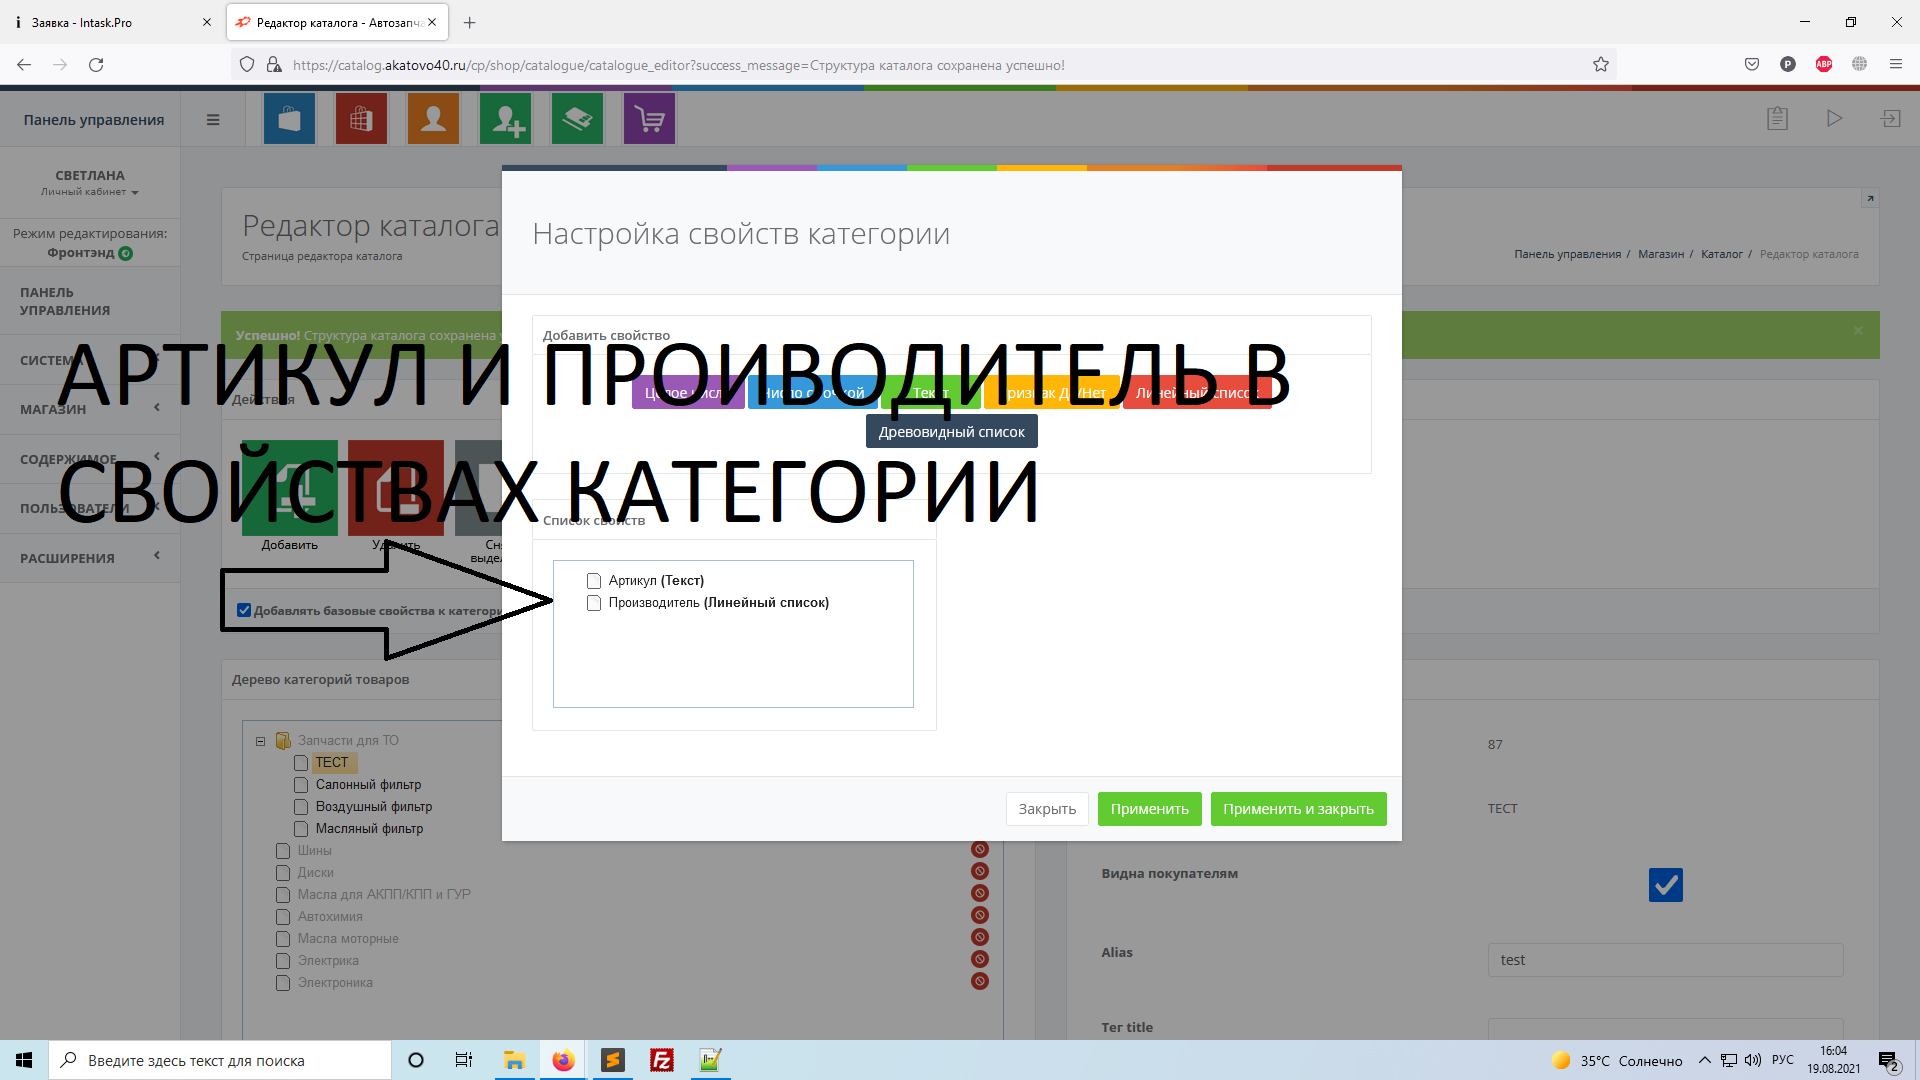 Заявка - Intask.Pro
Редактор каталога - Автозапча
https://catalog.akatovo40.ru/cp/shop/catalogue/catalogue_editor?success_message=Структура каталога сохранена успешно!
P
ABP
Панель управления
СВЕТЛАНА
Личный кабинет
Режим редактирования:
Фронтэнд
ПАНЕЛЬ
УПРАВЛЕНИЯ
СИСТЕМА
МАГАЗИН
СОДЕРЖИМОЕ
ПОЛЬЗОВАТЕЛИ
РАСШИРЕНИЯ
Редактор каталога
Страница редактора каталога
Панель управления / Магазин / Каталог / Редактор каталога
Успешно! Структура каталога сохранена
Действия
Добавить
Удалить
Сня
выдел
Добавлять базовые свойства к категори
Настройка свойств категории
Добавить свойство
АРТИКУЛ И ПРОИВОДИТЕЛЬ В
СВОЙСТВАХ КАТЕГОРИИ
Целое число
Число с точкой
Текст
Признак Да/Нет
Линейный список
Древовидный список
Список свойств
Артикул (Текст)
Производитель (Линейный список)
Закрыть
Применить
Применить и закрыть
Дерево категорий товаров
Запчасти для ТО
ТЕСТ
Салонный фильтр
Воздушный фильтр
Масляный фильтр
Шины
Диски
Масла для АКПП/КПП и ГУР
Автохимия
Масла моторные
Электрика
Электроника
87
ТЕСТ
Видна покупателям
Alias
test
Тег title
Введите здесь текст для поиска
35°C Солнечно
РУС
16:04
19.08.2021
2